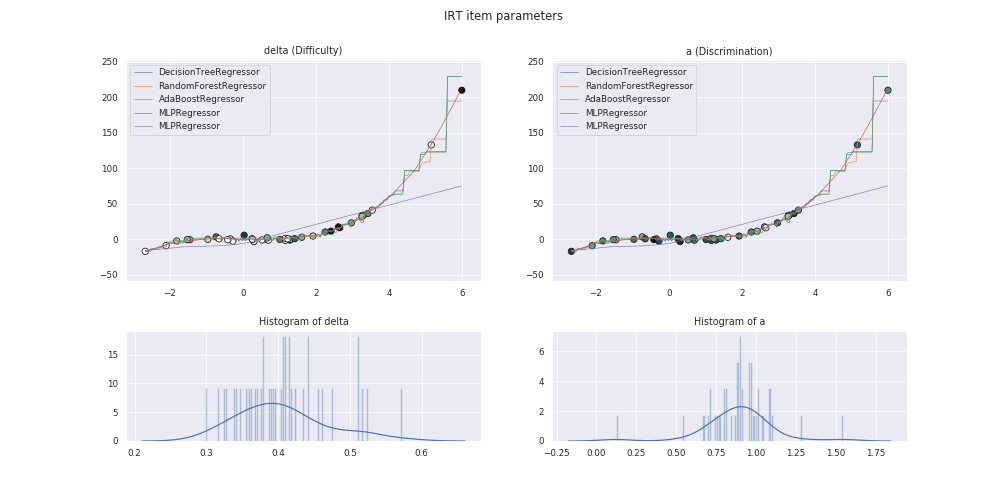 IRT item parameters
delta (Difficulty)
250
200
150
100
50
0
−50
−2 0 2 4 6
DecisionTreeRegressor
RandomForestRegressor
AdaBoostRegressor
MLPRegressor
MLPRegressor
a (Discrimination)
250
200
150
100
50
0
−50
−2 0 2 4 6
DecisionTreeRegressor
RandomForestRegressor
AdaBoostRegressor
MLPRegressor
MLPRegressor
Histogram of delta
15
10
5
0
0.2 0.3 0.4 0.5 0.6
Histogram of a
6
4
2
0
−0.25 0.00 0.25 0.50 0.75 1.00 1.25 1.50 1.75